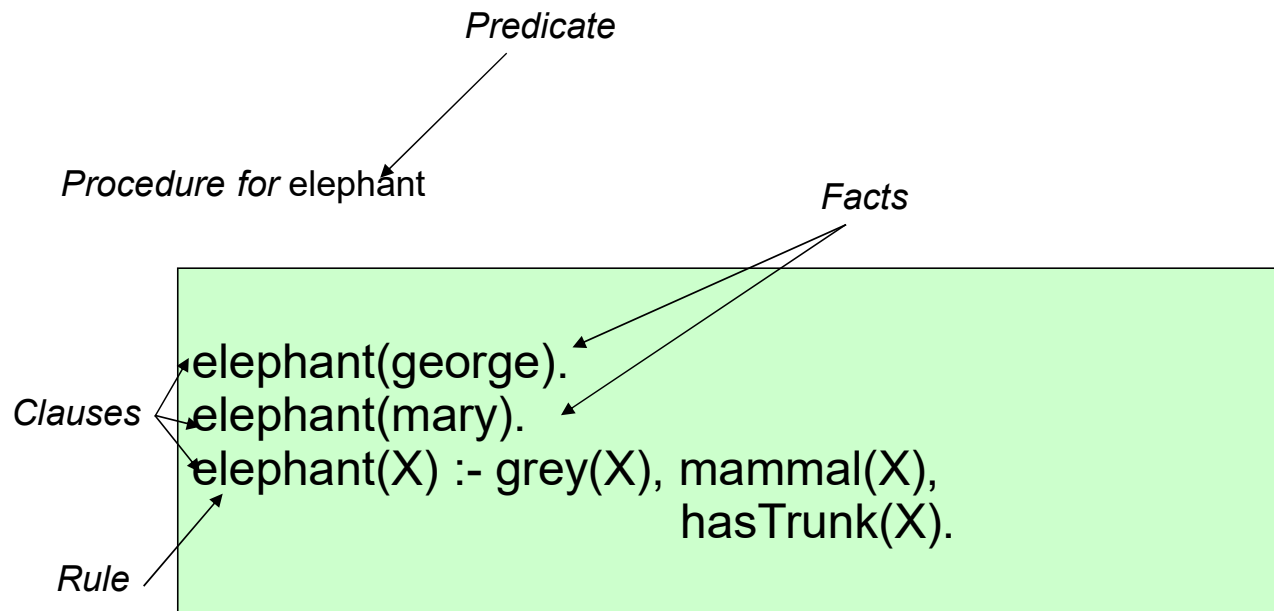 Predicate
Procedure for elephant
Facts
elephant(george).
Clauses
elephant(mary).
elephant(X) :- grey(X), mammal(X),
hasTrunk(X).
Rule